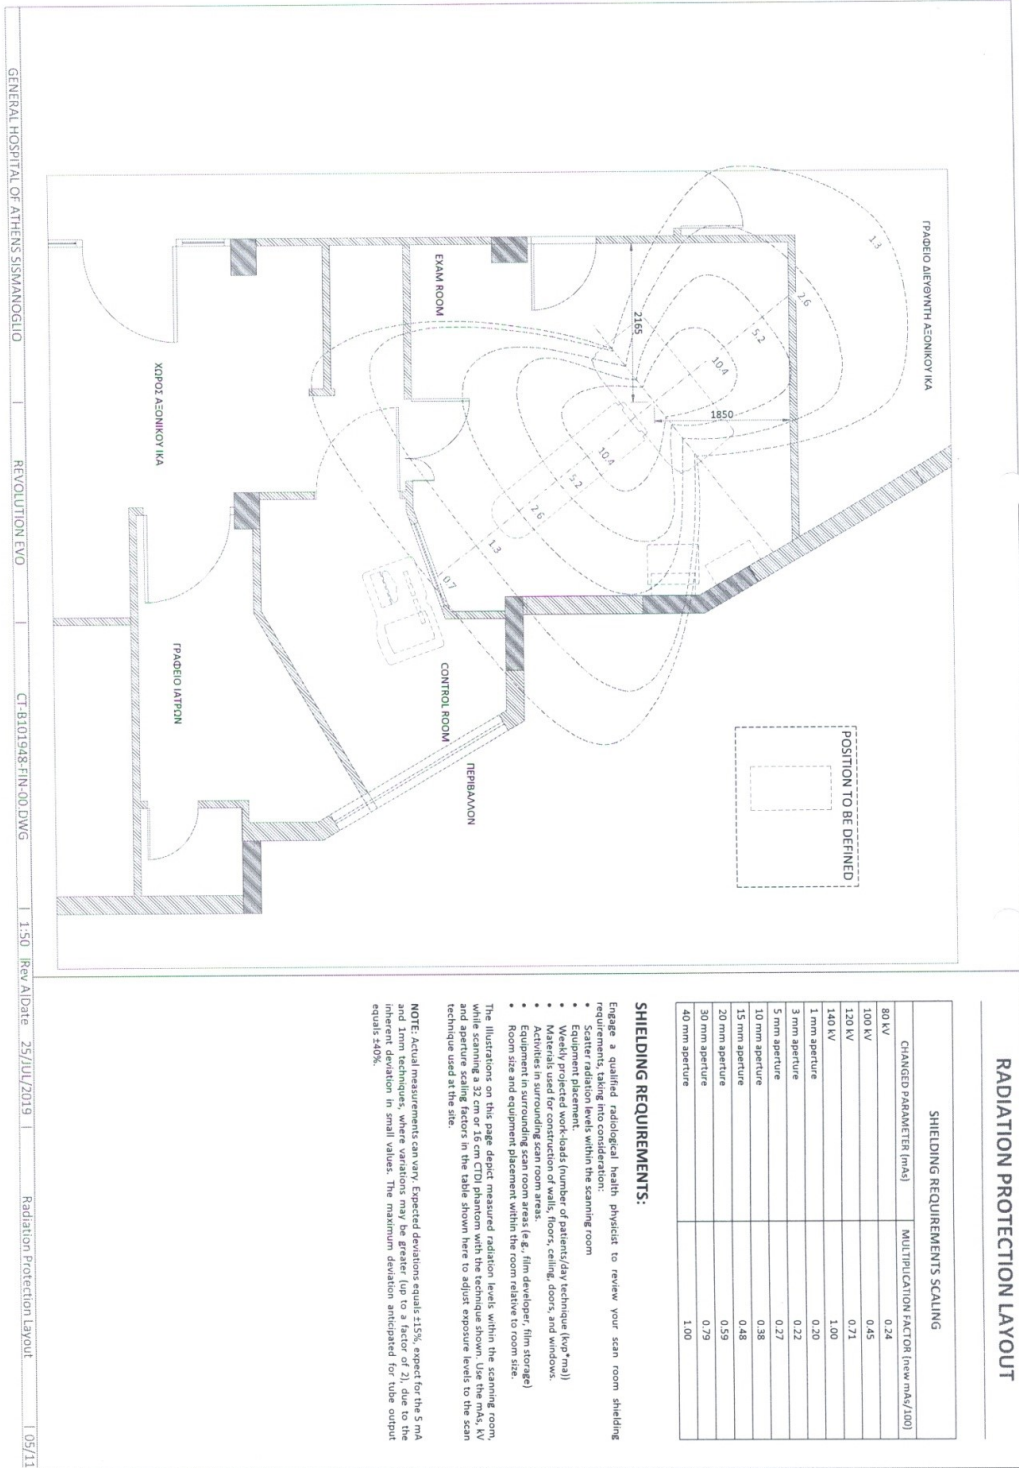 RADIATION PROTECTION LAYOUT
SHIELDING REQUIREMENTS SCALING
CHANGED PARAMETER (mAs) MULTIPLICATION FACTOR (new mAs/100)
80 kV 0.24
100 kV 0.45
120 kV 0.71
140 kV 1.00
1 mm aperture 0.20
3 mm aperture 0.22
5 mm aperture 0.27
10 mm aperture 0.38
15 mm aperture 0.48
20 mm aperture 0.59
30 mm aperture 0.79
40 mm aperture 1.00
SHIELDING REQUIREMENTS:
Engage a qualified radiological health physicist to review your scan room shielding
requirements, taking into consideration:
• Scatter radiation levels within the scanning room
• Equipment placement.
• Weekly projected work-loads (number of patients/day technique (kvp*ma))
• Materials used for construction of walls, floors, ceiling, doors, and windows.
• Activities in surrounding scan room areas.
• Equipment in surrounding scan room areas (e.g., film developer, film storage)
• Room size and equipment placement within the room relative to room size.
The illustrations on this page depict measured radiation levels within the scanning room,
while scanning a 32 cm or 16 cm CTDI phantom with the technique shown. Use the mAs, kV
and aperture scaling factors in the table shown here to adjust exposure levels to the scan
technique used at the site.
NOTE: Actual measurements can vary. Expected deviations equals ±15%, expect for the 5 mA
and 1mm techniques, where variations may be greater (up to a factor of 2), due to the
inherent deviation in small values. The maximum deviation anticipated for tube output
equals ±40%.
ΓΡΑΦΕΙΟ ΔΙΕΥΘΥΝΤΗ ΑΞΟΝΙΚΟΥ ΙΚΑ
POSITION TO BE DEFINED
1.3
2.6
5.2
10.4
1850
2165
10.4
5.2
2.6
1.3
0.7
EXAM ROOM
CONTROL ROOM
ΠΕΡΙΒΑΛΛΟΝ
ΧΩΡΟΣ ΑΞΟΝΙΚΟΥ ΙΚΑ
ΓΡΑΦΕΙΟ ΙΑΤΡΩΝ
GENERAL HOSPITAL OF ATHENS SISMANOGLIO | REVOLUTION EVO | CT-B101948-FIN-00.DWG | 1:50 |Rev A|Date 25/JUL/2019 | Radiation Protection Layout | 05/11